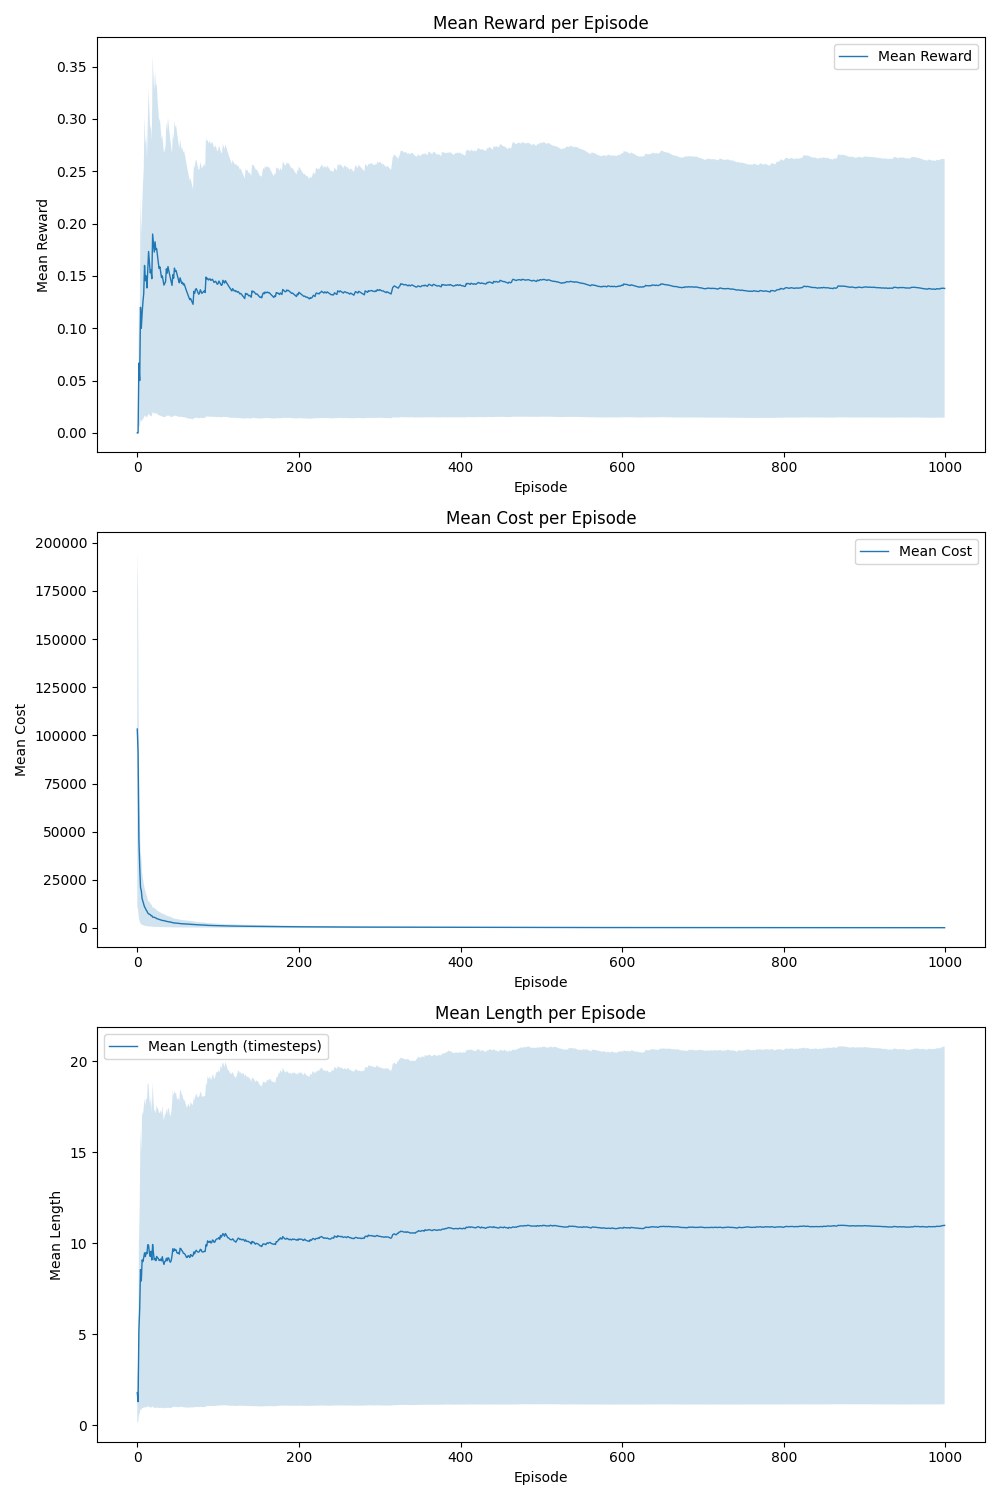 Mean Reward per Episode
Mean Reward
0.35
0.30
0.25
0.20
0.15
0.10
0.05
0.00
Mean Reward
0 200 400 600 800 1000
Episode
Mean Cost per Episode
Mean Cost
200000
175000
150000
125000
100000
75000
50000
25000
0
Mean Cost
0 200 400 600 800 1000
Episode
Mean Length per Episode
Mean Length (timesteps)
20
15
10
5
0
Mean Length
0 200 400 600 800 1000
Episode